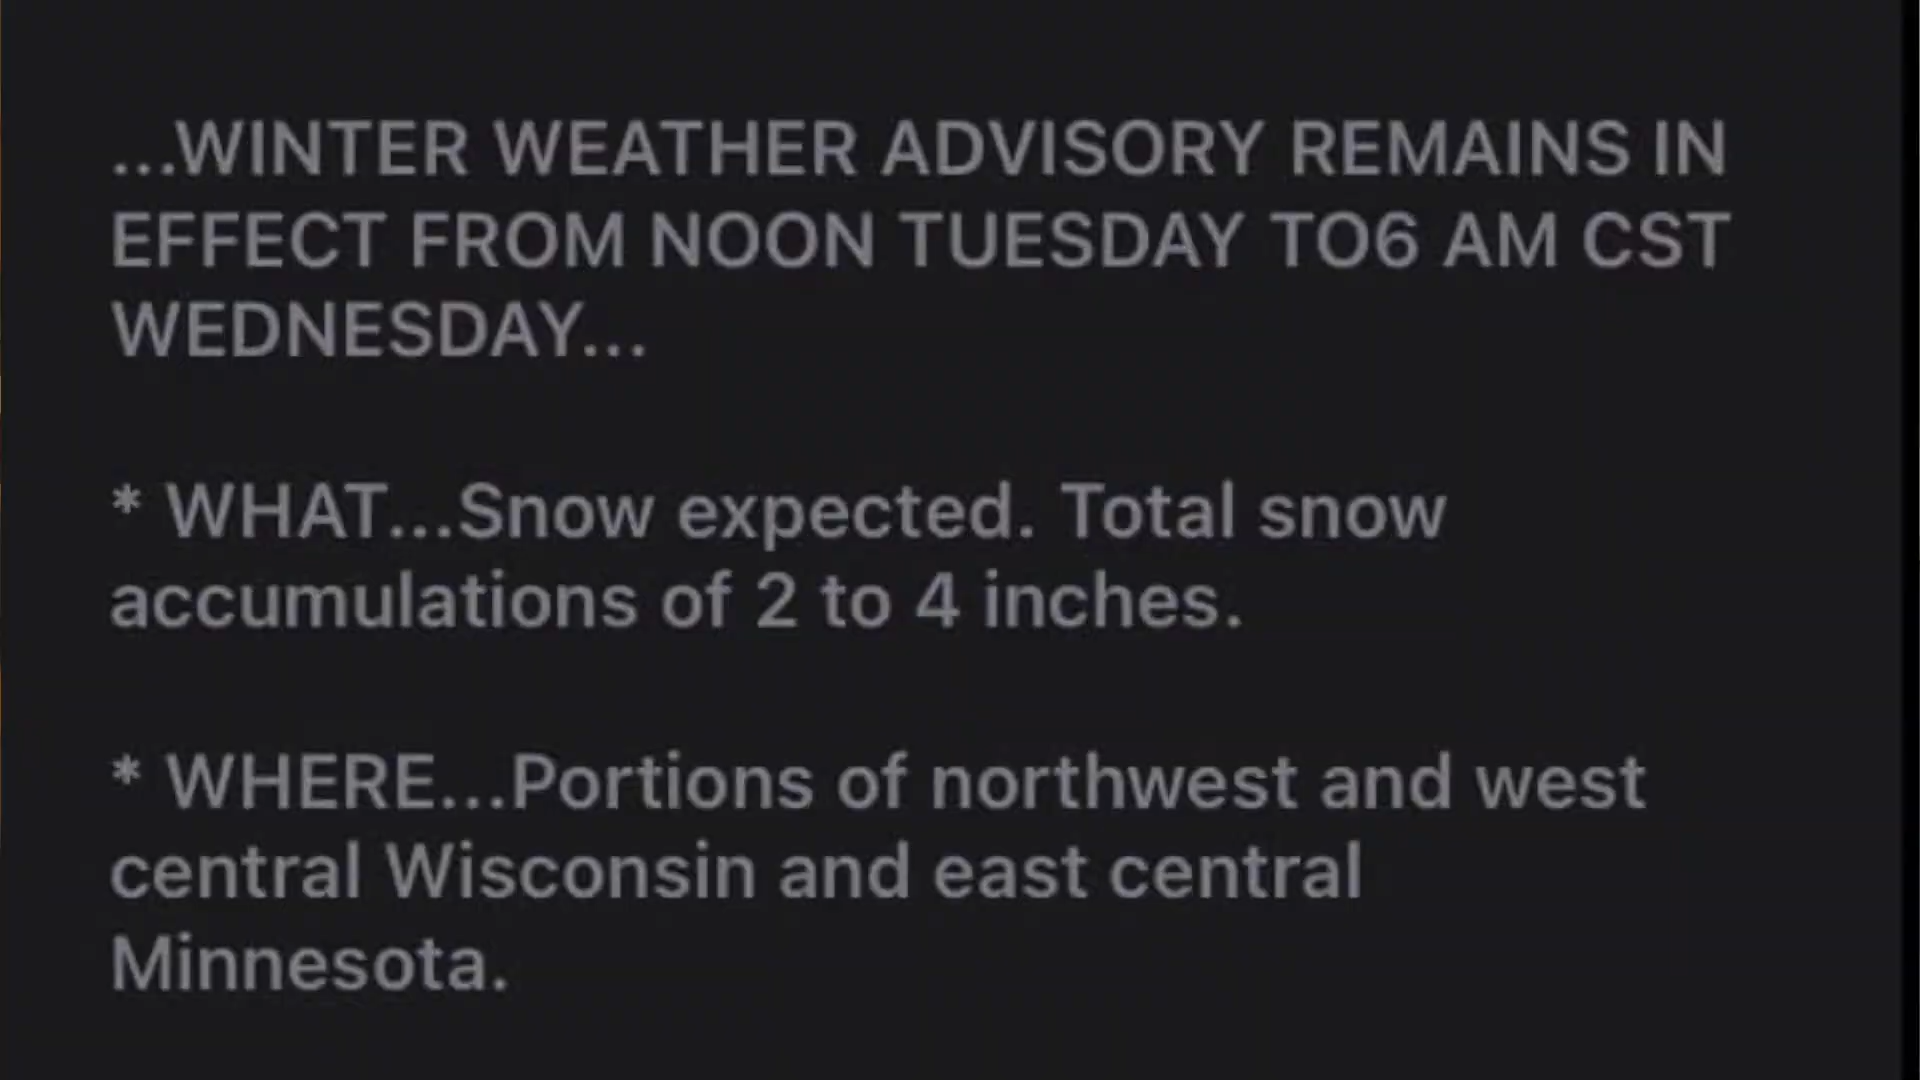 ...WINTER WEATHER ADVISORY REMAINS IN
EFFECT FROM NOON TUESDAY TO6 AM CST
WEDNESDAY...
* WHAT...Snow expected. Total snow
accumulations of 2 to 4 inches.
* WHERE...Portions of northwest and west
central Wisconsin and east central
Minnesota.